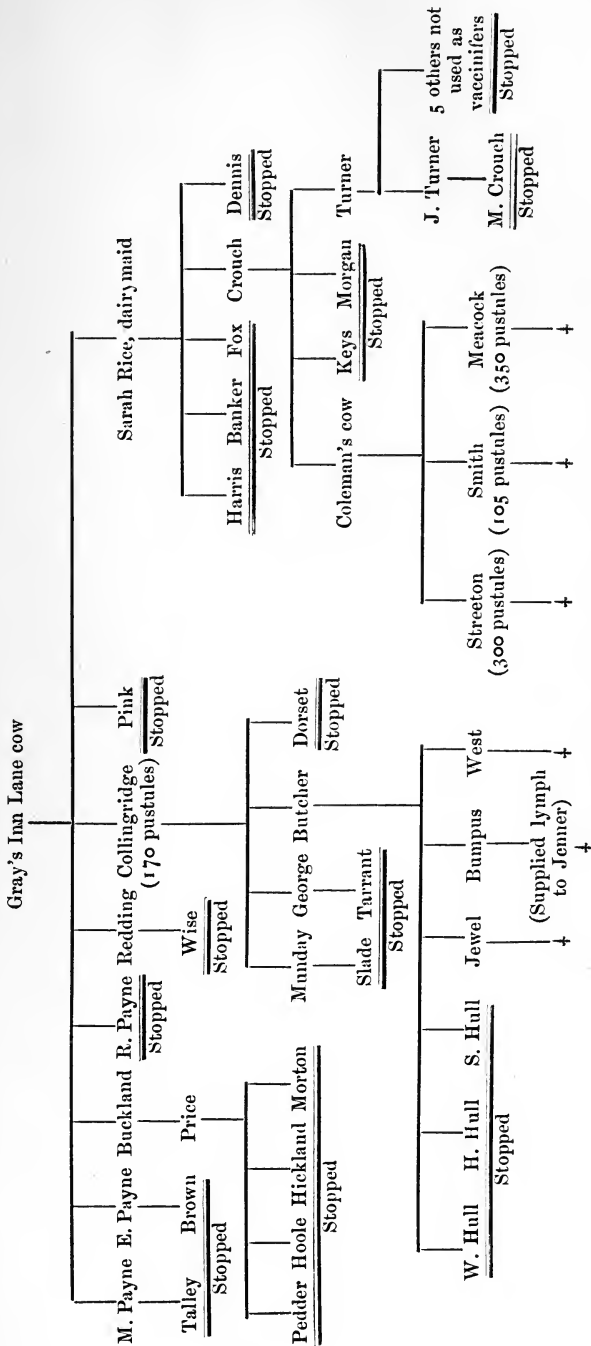 Gray's Inn Lane cow
M. Payne E. Payne Buckland R. Payne Redding Collingridge Pink Sarah Rice, dairymaid
Stopped (170 pustules) Stopped
Talley Brown Price Wise Harris Banker Fox Crouch Dennis
Stopped Stopped Stopped Stopped
Pedder Hoole Hickland Morton Munday George Butcher Dorset Coleman's cow Keys Morgan Turner
Stopped Stopped Stopped
Slade Tarrant J. Turner 5 others not
Stopped used as
vaccinifers
Stopped
M. Crouch
Stopped
W. Hull H. Hull S. Hull Jewel Bumpus West Streeton Smith Meacock
Stopped (Supplied lymph (300 pustules) (105 pustules) (350 pustules)
to Jenner)
+ + + + + +